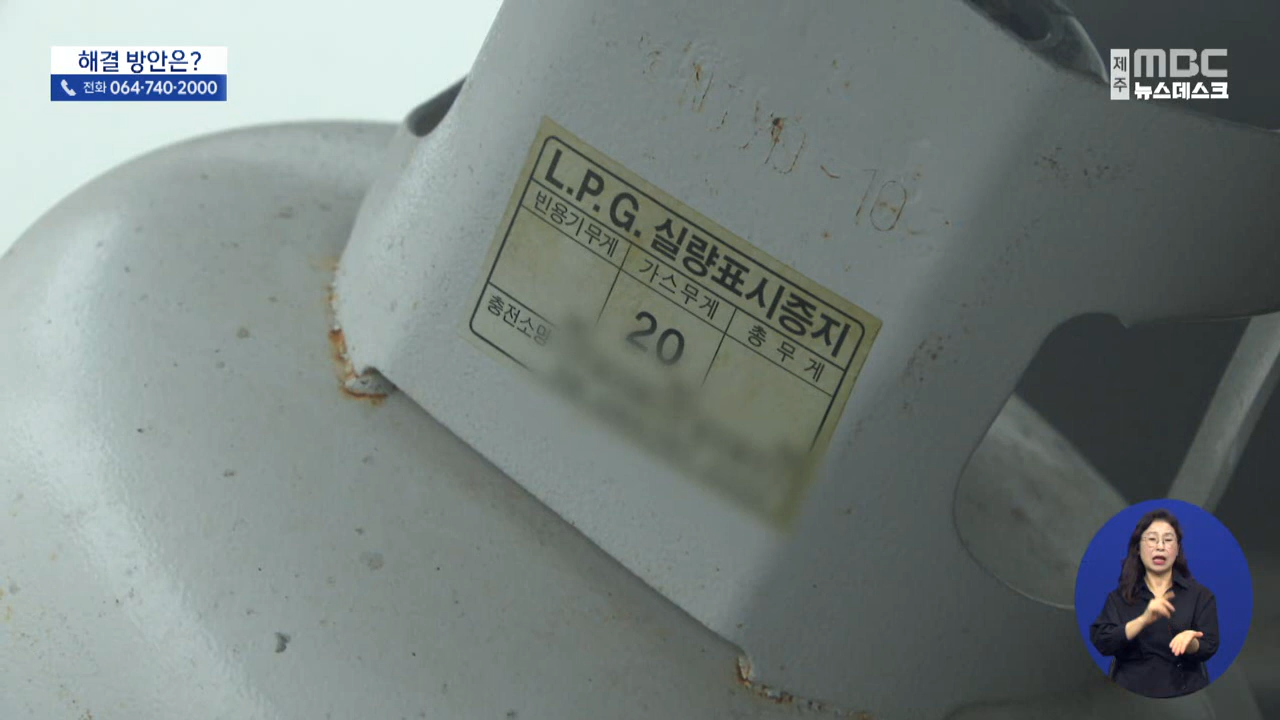 해결 방안은?
전화 064·740·2000
제주 MBC
뉴스데스크
L.P.G. 실량표시증지
빈용기무게 가스무게 총무게
20
충전소명